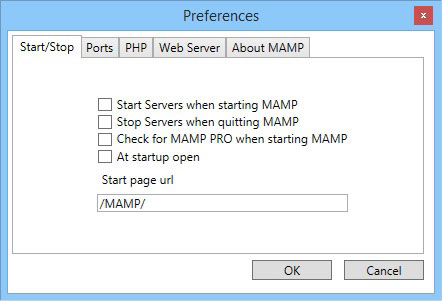 Preferences
x
Start/Stop Ports PHP Web Server About MAMP
Start Servers when starting MAMP
Stop Servers when quitting MAMP
Check for MAMP PRO when starting MAMP
At startup open
Start page url
/MAMP/
OK Cancel